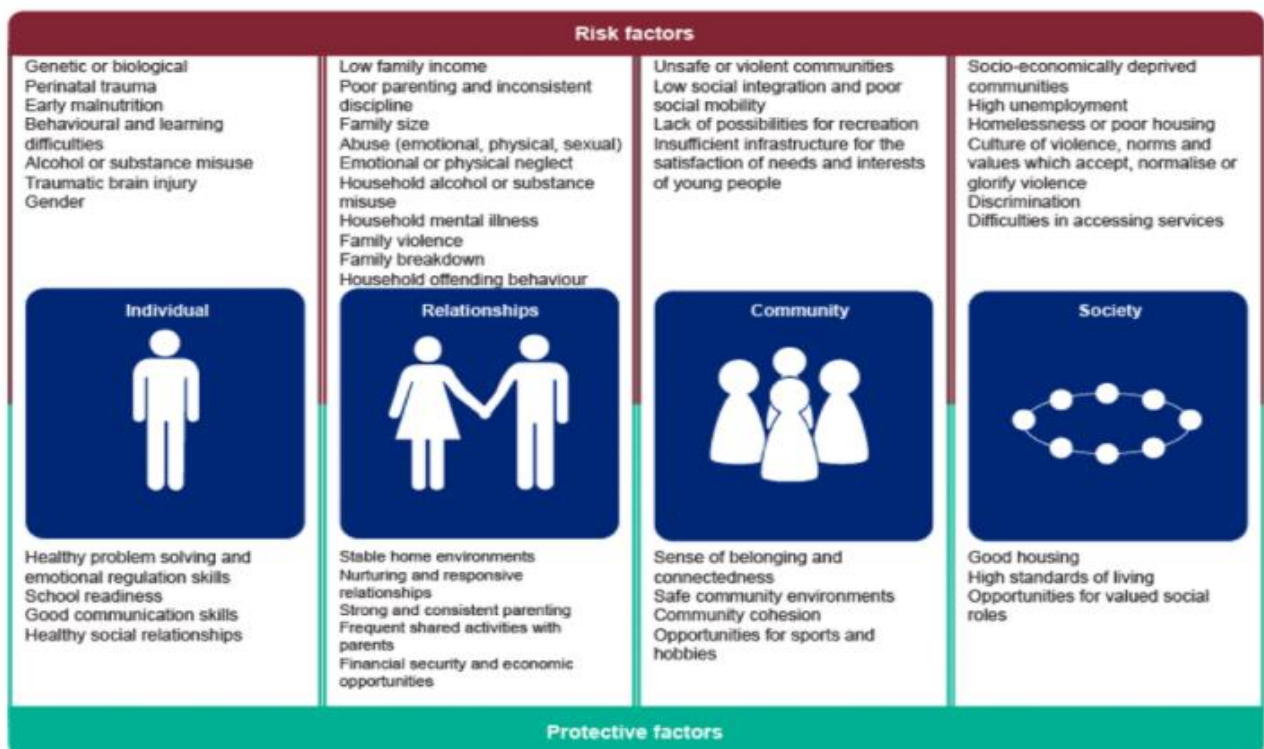 Risk factors
Genetic or biological
Perinatal trauma
Early malnutrition
Behavioural and learning
difficulties
Alcohol or substance misuse
Traumatic brain injury
Gender
Low family income
Poor parenting and inconsistent
discipline
Family size
Abuse (emotional, physical, sexual)
Emotional or physical neglect
Household alcohol or substance
misuse
Household mental illness
Family violence
Family breakdown
Household offending behaviour
Unsafe or violent communities
Low social integration and poor
social mobility
Lack of possibilities for recreation
Insufficient infrastructure for the
satisfaction of needs and interests
of young people
Socio-economically deprived
communities
High unemployment
Homelessness or poor housing
Culture of violence, norms and
values which accept, normalise or
glorify violence
Discrimination
Difficulties in accessing services
Individual
Relationships
Community
Society
Healthy problem solving and
emotional regulation skills
School readiness
Good communication skills
Healthy social relationships
Stable home environments
Nurturing and responsive
relationships
Strong and consistent parenting
Frequent shared activities with
parents
Financial security and economic
opportunities
Sense of belonging and
connectedness
Safe community environments
Community cohesion
Opportunities for sports and
hobbies
Good housing
High standards of living
Opportunities for valued social
roles
Protective factors